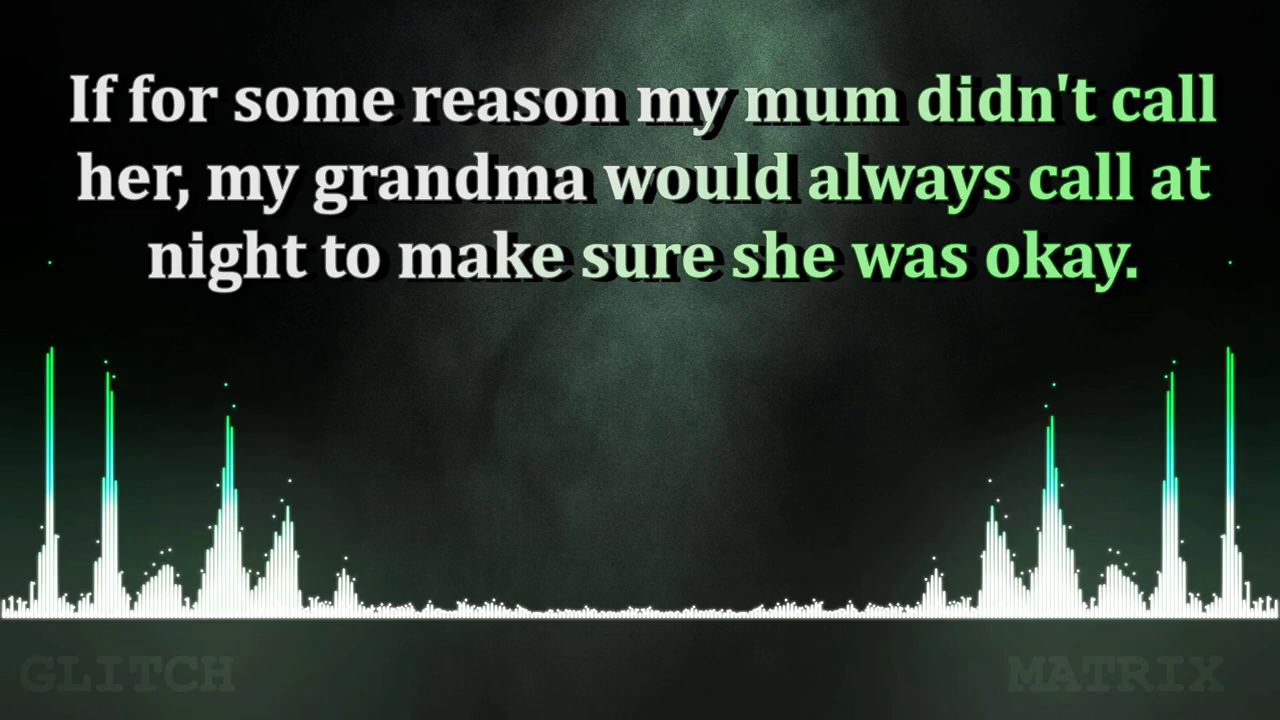 If for some reason my mum didn't call
her, my grandma would always call at
night to make sure she was okay.
GLITCH
MATRIX